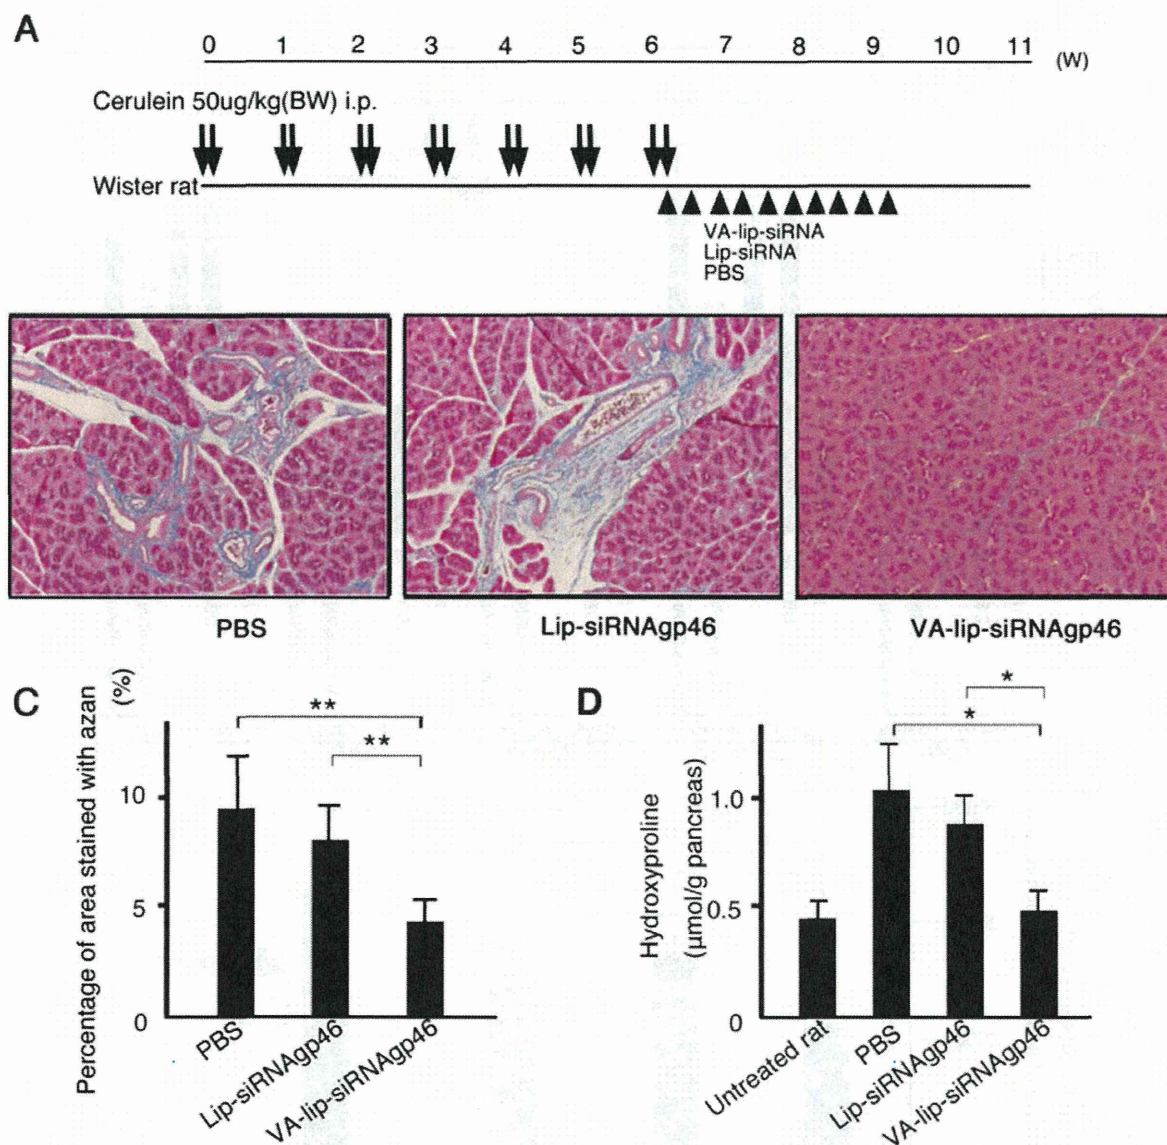 A
0 1 2 3 4 5 6 7 8 9 10 11 (W)
Cerulein 50ug/kg(BW) i.p.
Wister rat
VA-lip-siRNA
Lip-siRNA
PBS
PBS
Lip-siRNAgp46
VA-lip-siRNAgp46
C
Percentage of area stained with azan
(%)
**
**
10
5
0
PBS
Lip-siRNAgp46
VA-lip-siRNAgp46
D
Hydroxyproline
(μmol/g pancreas)
*
*
1.0
0.5
0
Untreated rat
PBS
Lip-siRNAgp46
VA-lip-siRNAgp46